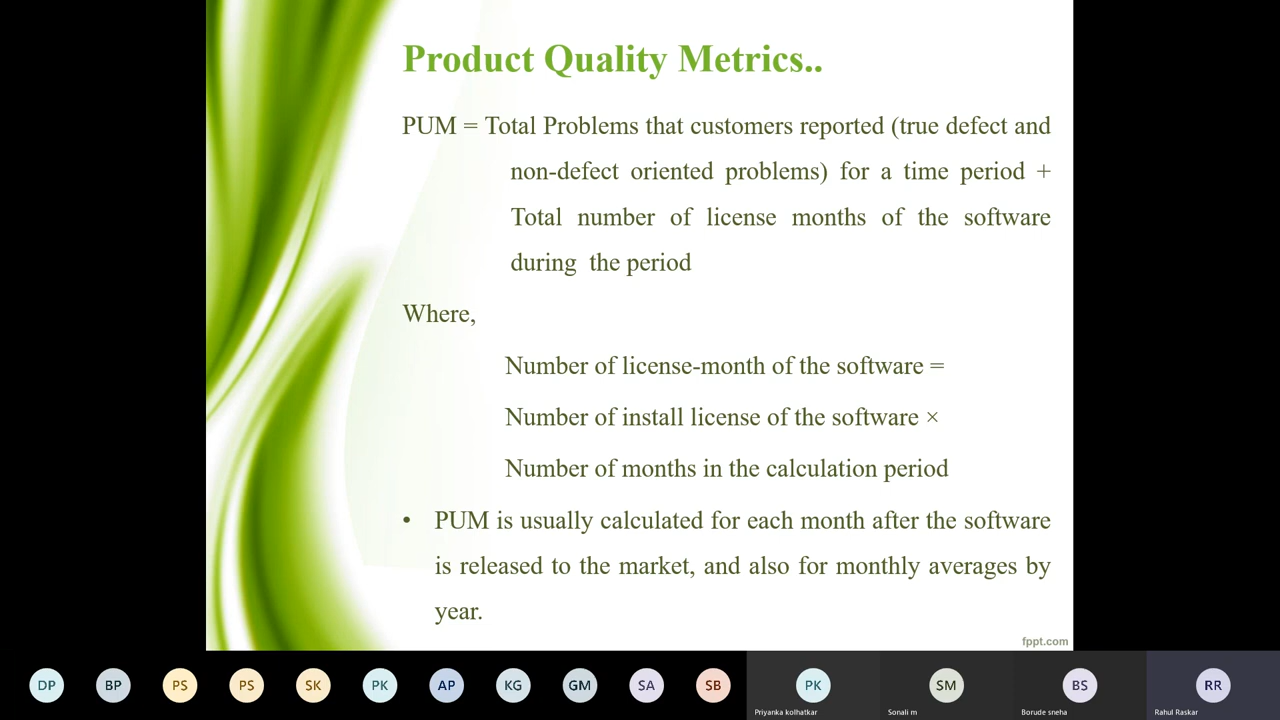 Product Quality Metrics..
PUM = Total Problems that customers reported (true defect and
non-defect oriented problems) for a time period +
Total number of license months of the software
during the period
Where,
Number of license-month of the software =
Number of install license of the software ×
Number of months in the calculation period
• PUM is usually calculated for each month after the software
is released to the market, and also for monthly averages by
year.
fppt.com
DP BP PS PS SK PK AP KG GM SA SB PK SM BS RR
Priyanka kolhatkar Sonali m Borude sneha Rahul Raskar